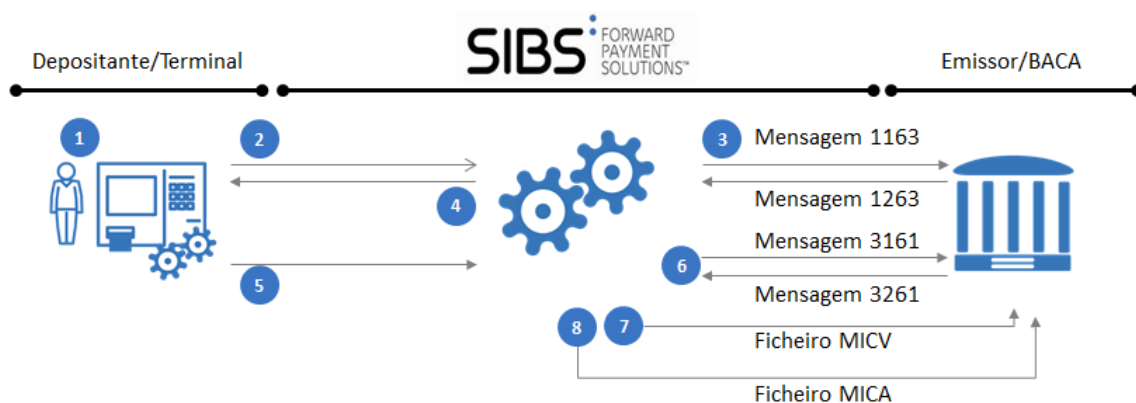 Depositante/Terminal
SIBS
FORWARD
PAYMENT
SOLUTIONS™
Emissor/BACA
1
2
3
Mensagem 1163
4
Mensagem 1263
Mensagem 3161
5
6
Mensagem 3261
8
7
Ficheiro MICV
Ficheiro MICA